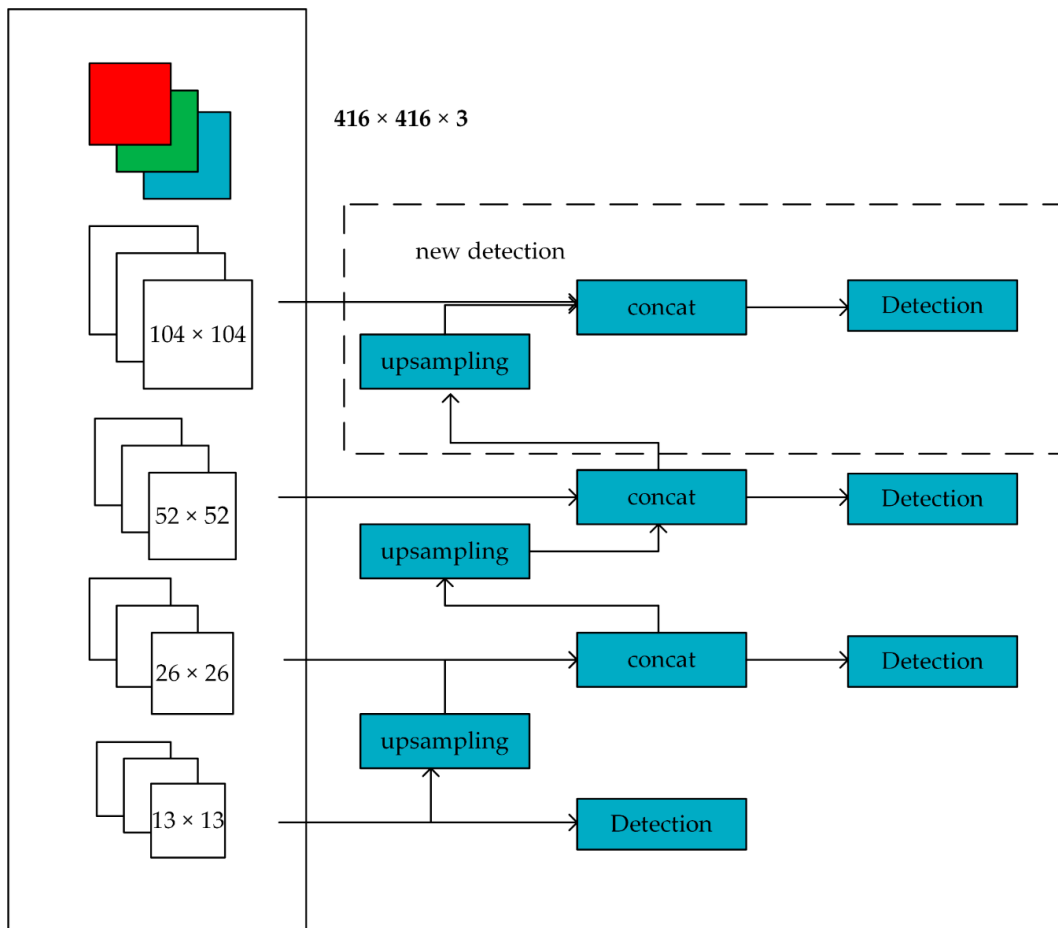 416 × 416 × 3
new detection
104 × 104
concat
Detection
upsampling
52 × 52
concat
Detection
upsampling
26 × 26
concat
Detection
upsampling
13 × 13
Detection